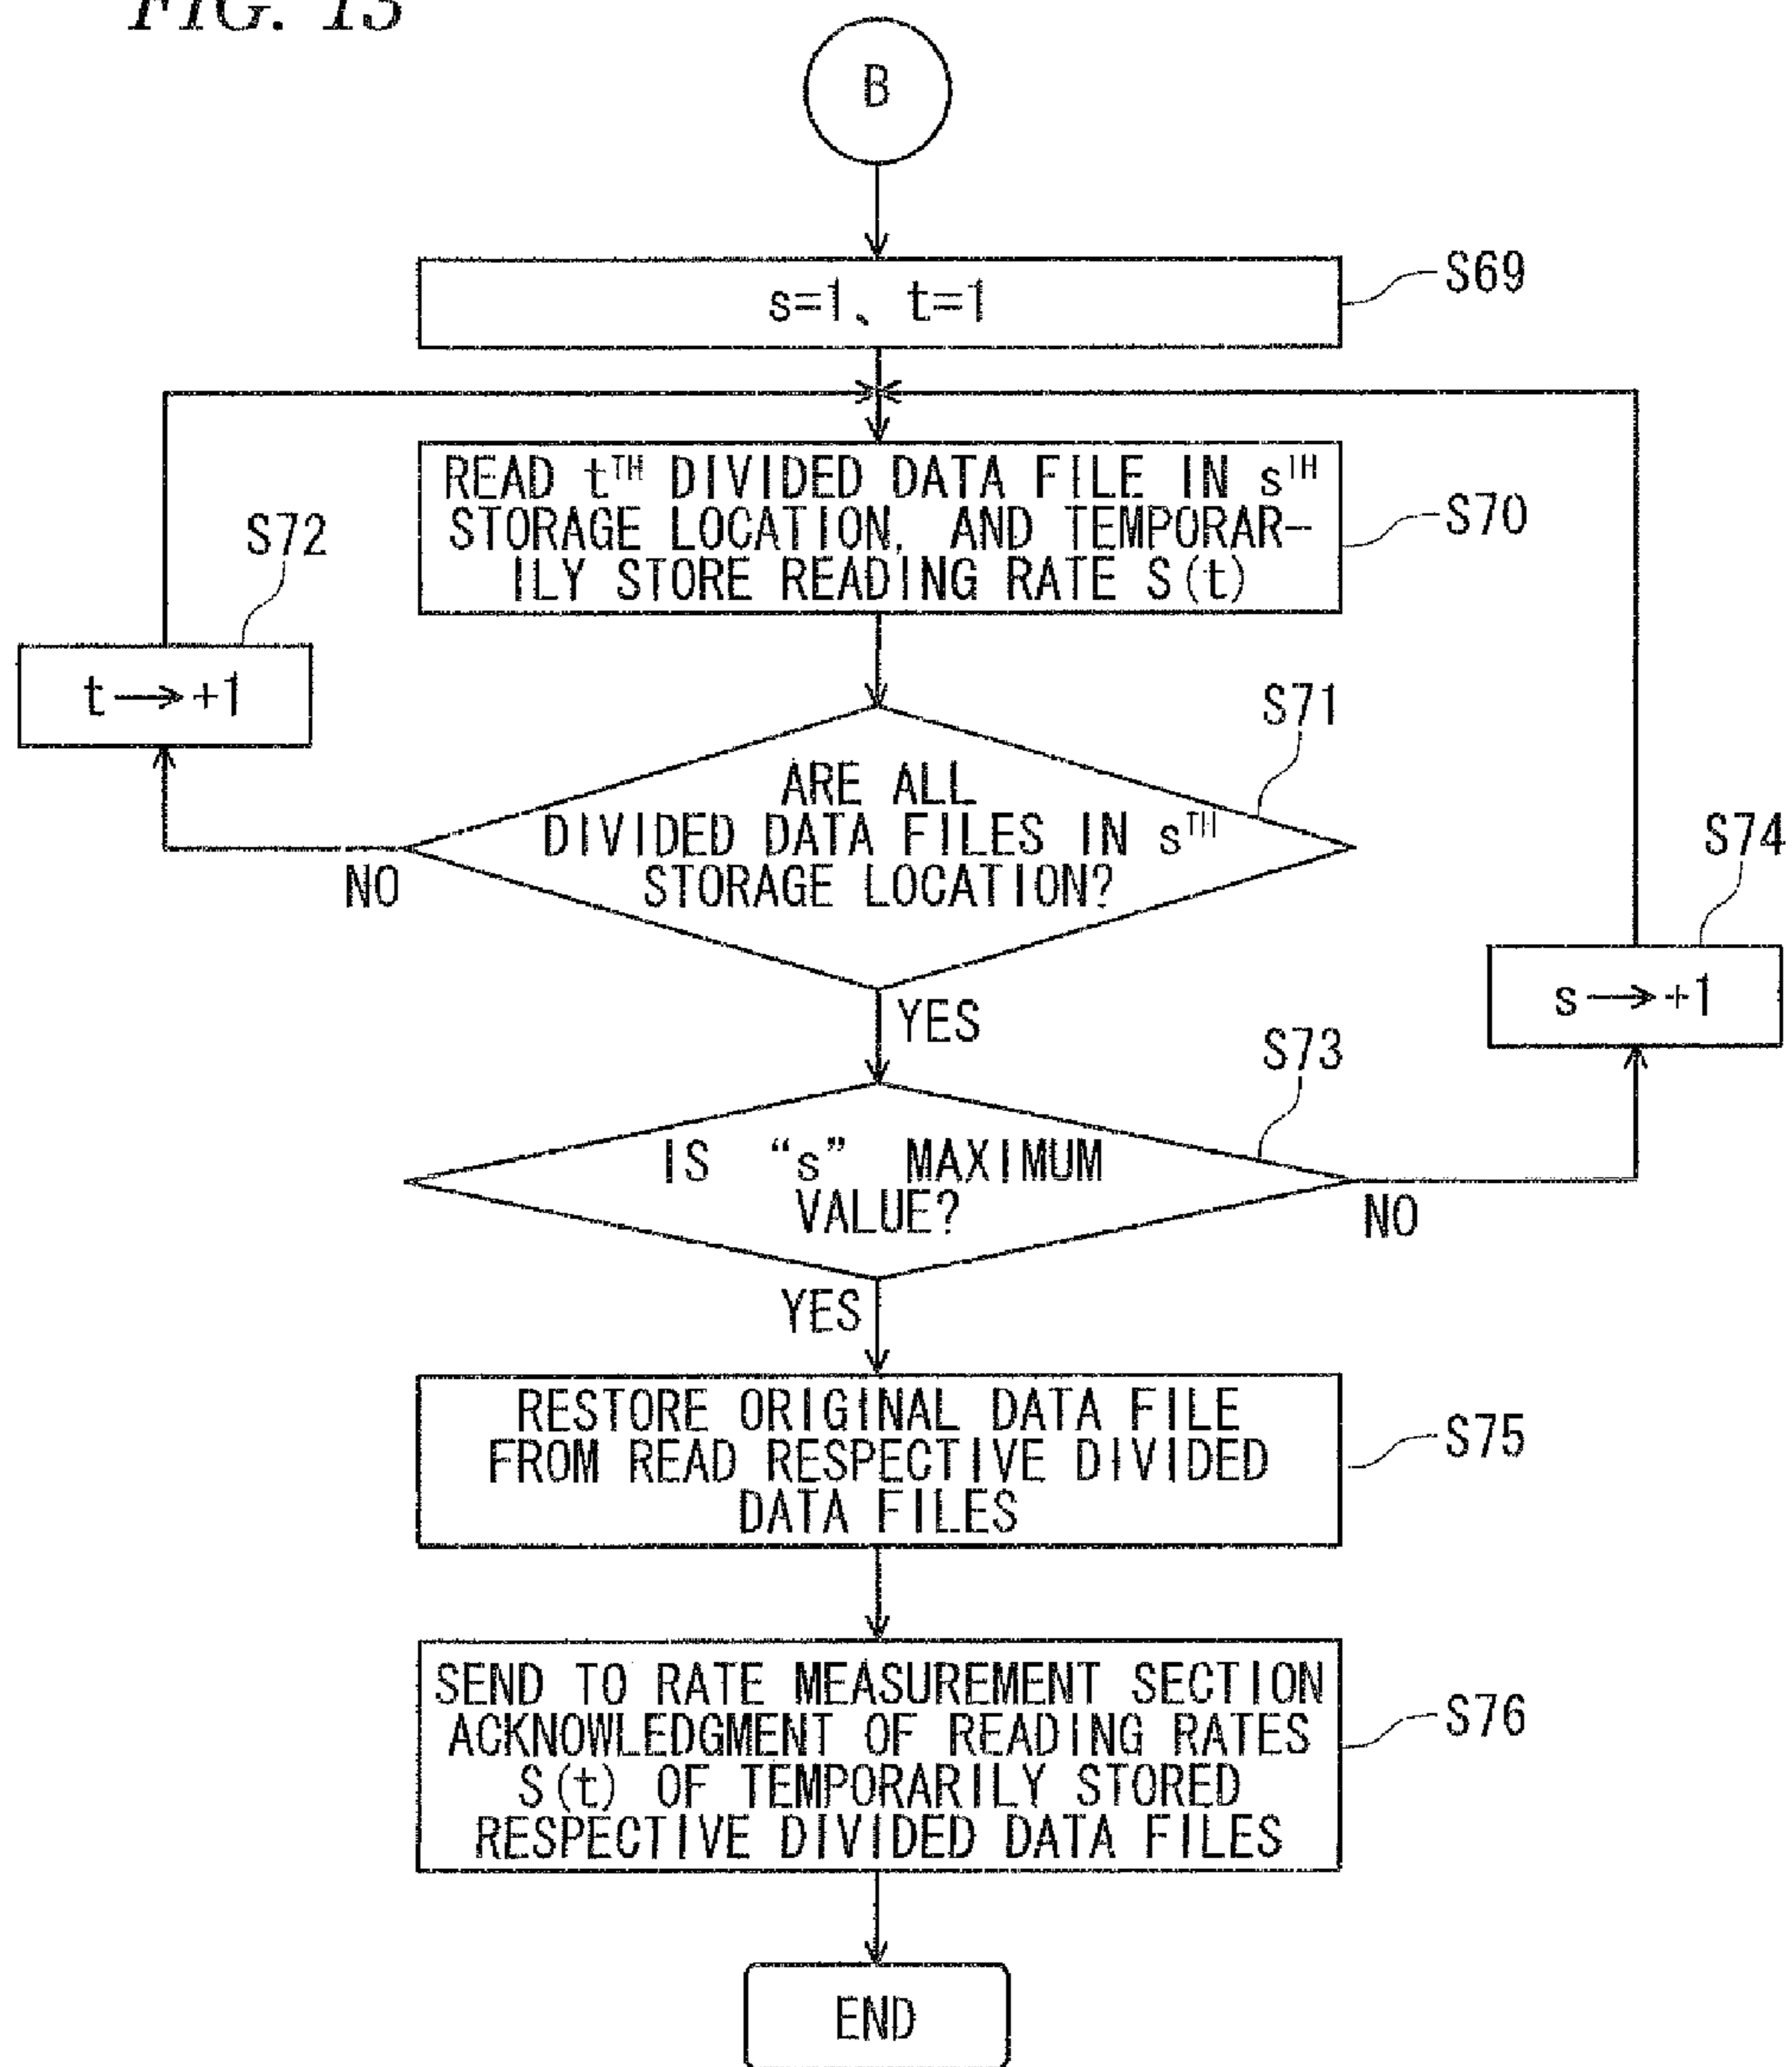 FIG. 13
B
s=1、t=1
S69
READ tTH DIVIDED DATA FILE IN sTH
STORAGE LOCATION, AND TEMPORAR-
ILY STORE READING RATE S(t)
S70
S72
t→+1
S71
ARE ALL
DIVIDED DATA FILES IN sTH
STORAGE LOCATION?
NO
YES
S74
s→+1
S73
IS “s” MAXIMUM
VALUE?
NO
YES
RESTORE ORIGINAL DATA FILE
FROM READ RESPECTIVE DIVIDED
DATA FILES
S75
SEND TO RATE MEASUREMENT SECTION
ACKNOWLEDGMENT OF READING RATES
S(t) OF TEMPORARILY STORED
RESPECTIVE DIVIDED DATA FILES
S76
END